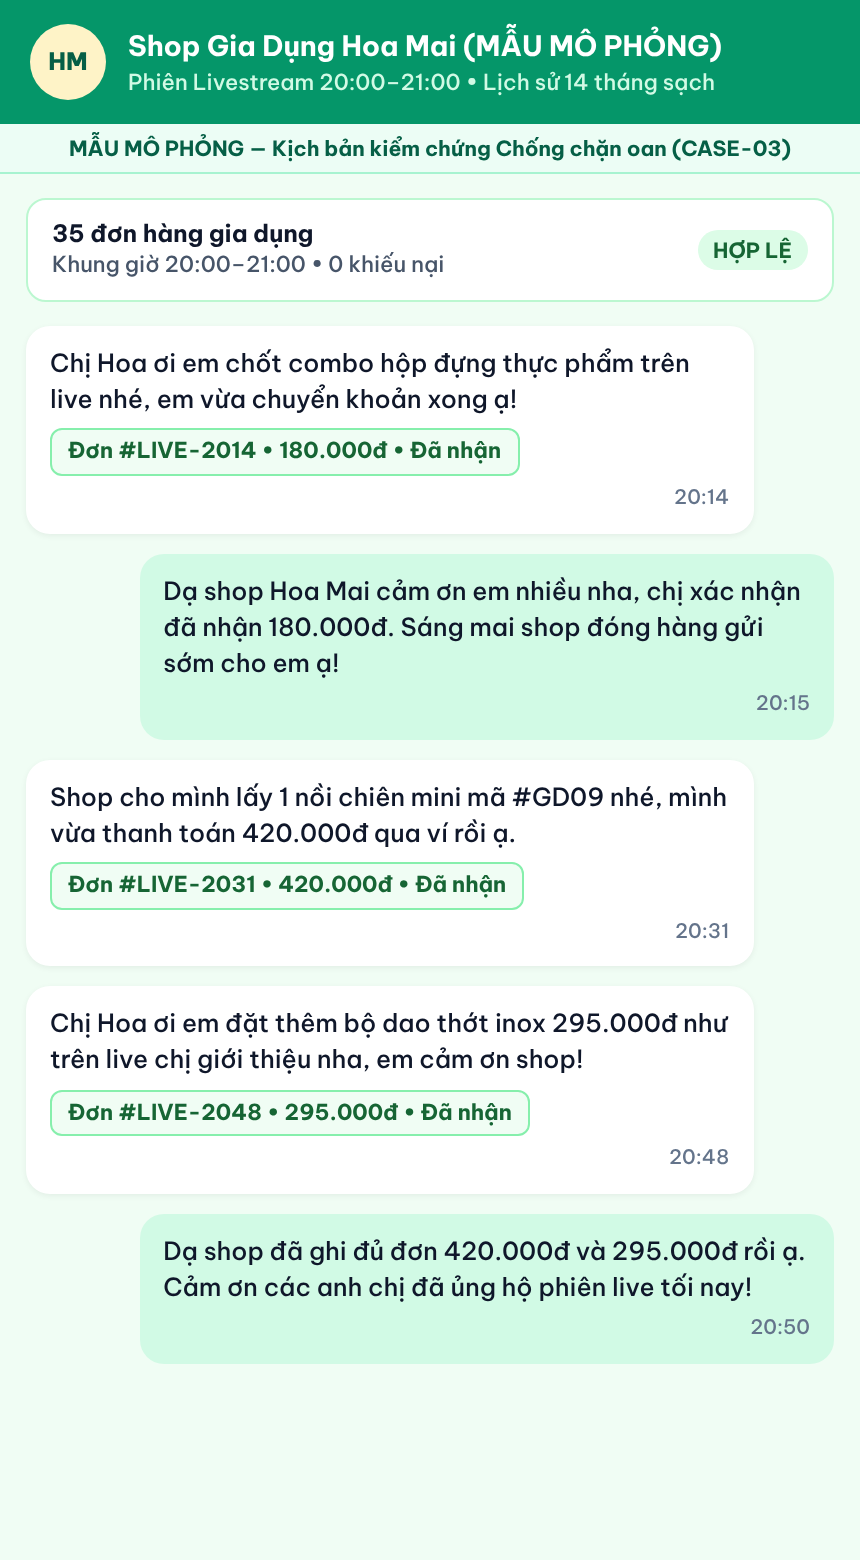 HM
Shop Gia Dụng Hoa Mai (MẪU MÔ PHỎNG)
Phiên Livestream 20:00–21:00 • Lịch sử 14 tháng sạch
MẪU MÔ PHỎNG — Kịch bản kiểm chứng Chống chặn oan (CASE-03)
35 đơn hàng gia dụng
Khung giờ 20:00–21:00 • 0 khiếu nại
HỢP LỆ
Chị Hoa ơi em chốt combo hộp đựng thực phẩm trên
live nhé, em vừa chuyển khoản xong ạ!
Đơn #LIVE-2014 • 180.000đ • Đã nhận
20:14
Dạ shop Hoa Mai cảm ơn em nhiều nha, chị xác nhận
đã nhận 180.000đ. Sáng mai shop đóng hàng gửi
sớm cho em ạ!
20:15
Shop cho mình lấy 1 nồi chiên mini mã #GD09 nhé, mình
vừa thanh toán 420.000đ qua ví rồi ạ.
Đơn #LIVE-2031 • 420.000đ • Đã nhận
20:31
Chị Hoa ơi em đặt thêm bộ dao thớt inox 295.000đ như
trên live chị giới thiệu nha, em cảm ơn shop!
Đơn #LIVE-2048 • 295.000đ • Đã nhận
20:48
Dạ shop đã ghi đủ đơn 420.000đ và 295.000đ rồi ạ.
Cảm ơn các anh chị đã ủng hộ phiên live tối nay!
20:50